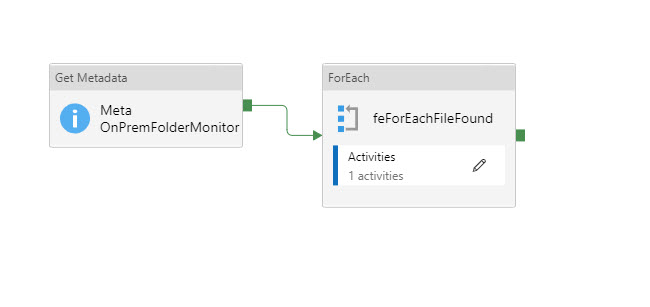 Get Metadata
Meta
OnPremFolderMonitor
ForEach
feForEachFileFound
Activities
1 activities